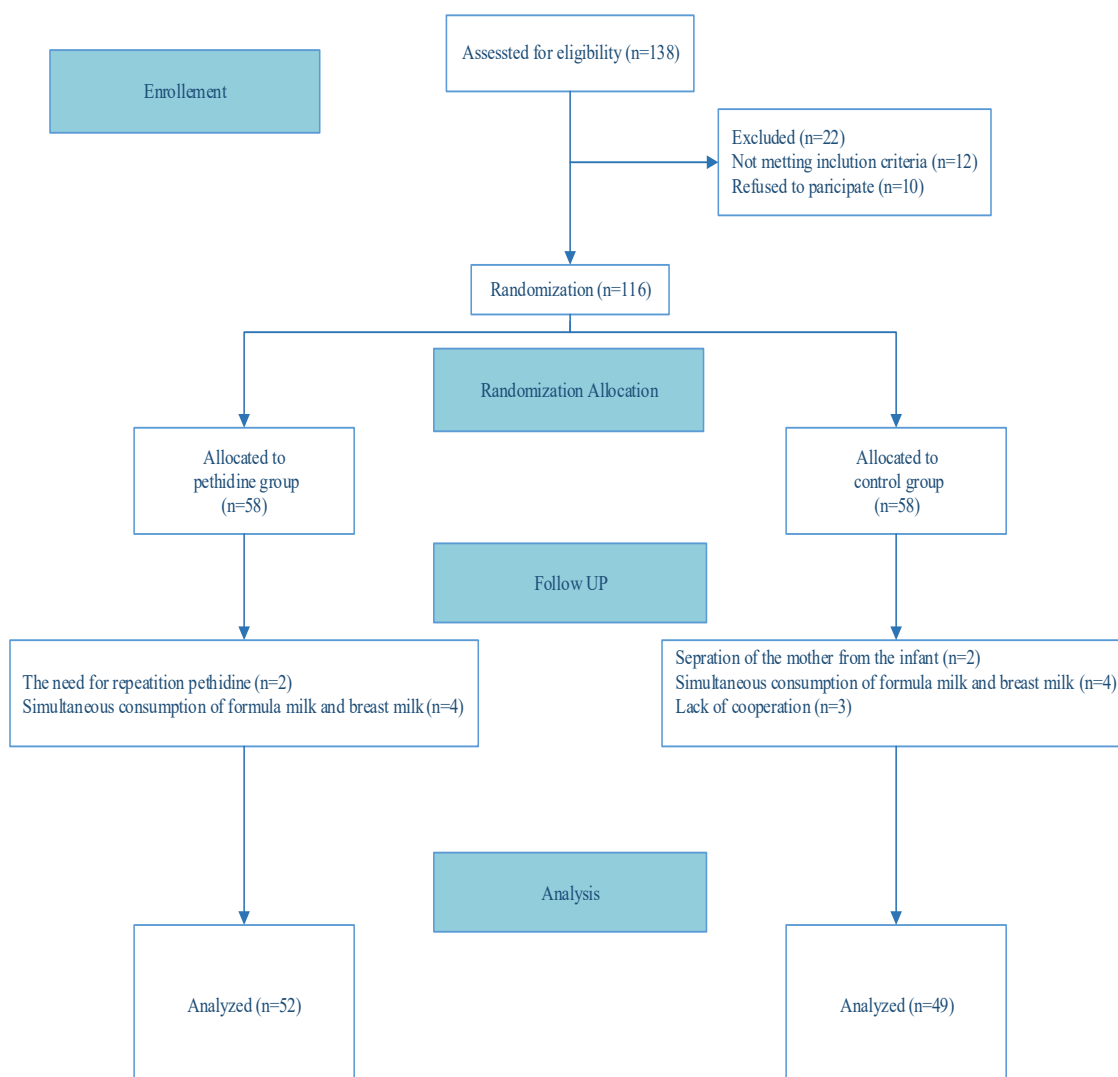 Assessted for eligibility (n=138)
Enrollement
Excluded (n=22)
Not metting inclution criteria (n=12)
Refused to paricipate (n=10)
Randomization (n=116)
Randomization Allocation
Allocated to
pethidine group
(n=58)
Allocated to
control group
(n=58)
Follow UP
The need for repeatition pethidine (n=2)
Simultaneous consumption of formula milk and breast milk (n=4)
Sepration of the mother from the infant (n=2)
Simultaneous consumption of formula milk and breast milk (n=4)
Lack of cooperation (n=3)
Analysis
Analyzed (n=52)
Analyzed (n=49)